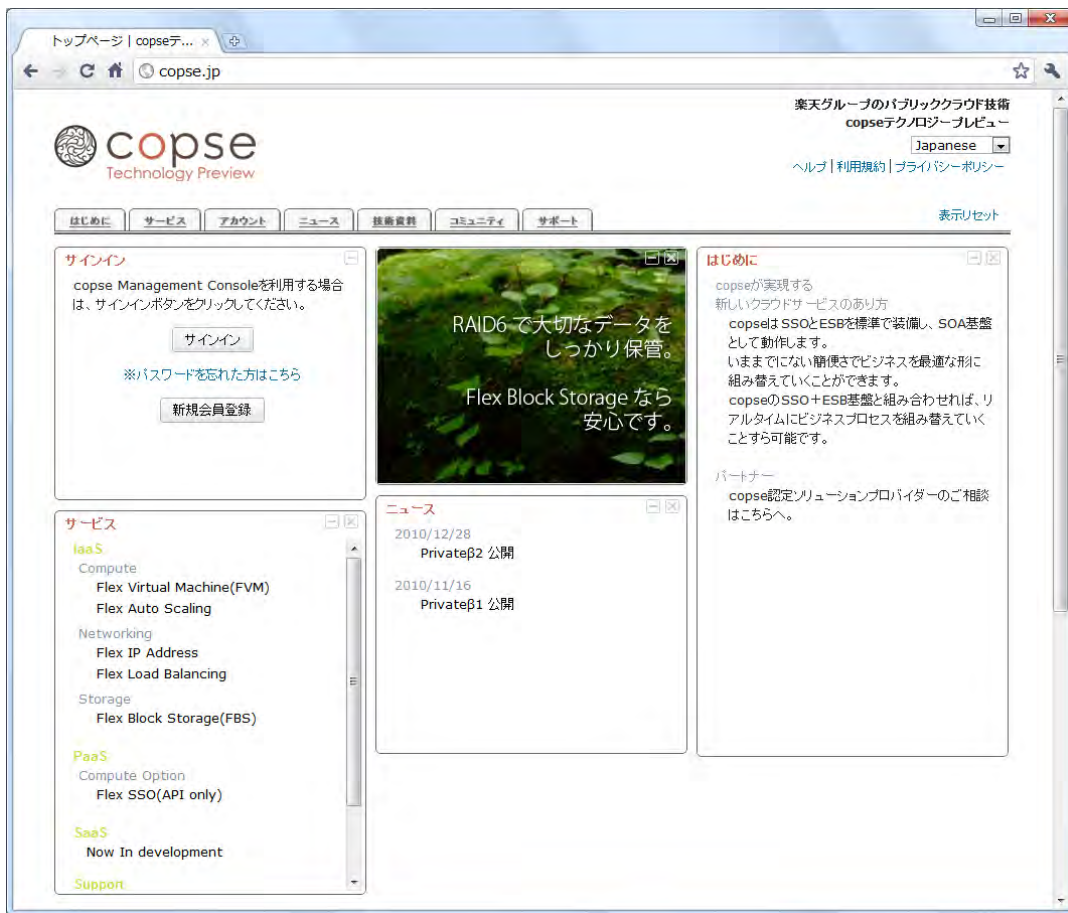 トップページ | copseテ...
copse.jp
楽天グループのパブリッククラウド技術
copseテクノロジープレビュー
copse
Technology Preview
Japanese
ヘルプ | 利用規約 | プライバシーポリシー
はじめに
サービス
アカウント
ニュース
技術資料
コミュニティ
サポート
表示リセット
サインイン
copse Management Consoleを利用する場合
は、サインインボタンをクリックしてください。
サインイン
※パスワードを忘れた方はこちら
新規会員登録
RAID6 で大切なデータを
しっかり保管。
Flex Block Storage なら
安心です。
はじめに
copseが実現する
新しいクラウドサービスのあり方
copseは SSOとESBを標準で装備し、SOA基盤
として動作します。
いままでにない簡便さでビジネスを最適な形に
組み替えていくことができます。
copseのSSO+ESB基盤と組み合わせれば、リ
アルタイムにビジネスプロセスを組み替えていく
ことすら可能です。
パートナー
copse認定ソリューションプロバイダーのご相談
はこちらへ。
サービス
IaaS
Compute
Flex Virtual Machine(FVM)
Flex Auto Scaling
Networking
Flex IP Address
Flex Load Balancing
Storage
Flex Block Storage(FBS)
PaaS
Compute Option
Flex SSO(API only)
SaaS
Now In development
Support
ニュース
2010/12/28
Privateβ2 公開
2010/11/16
Privateβ1 公開